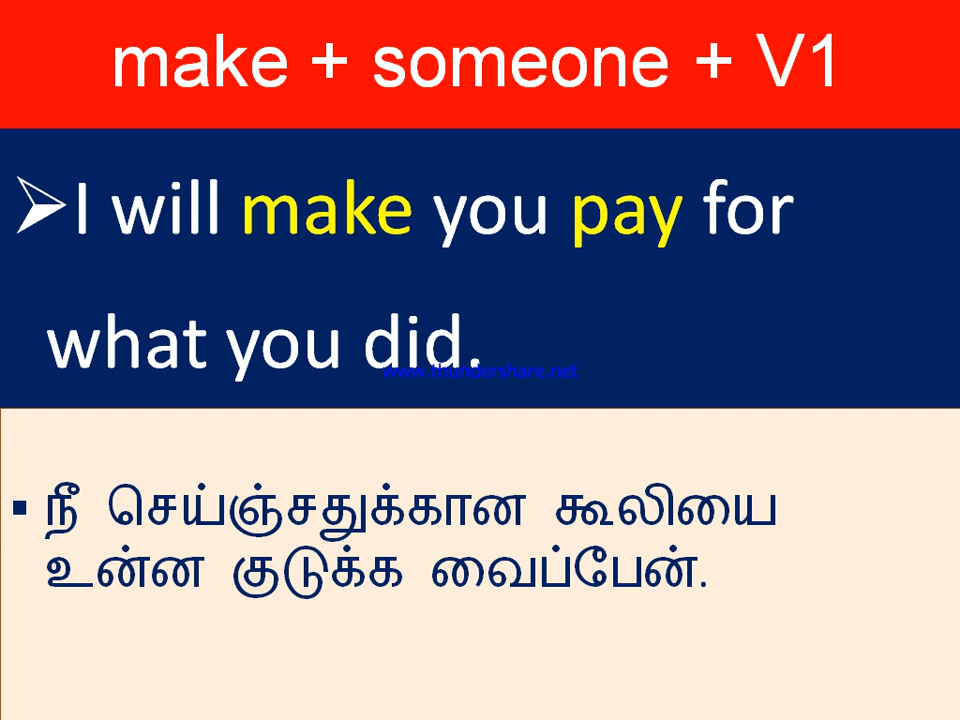 make + someone + V1
➢I will make you pay for
what you did.
www.thundershare.net
▪ நீ செய்ஞ்சதுக்கான கூலியை
உன்ன குடுக்க வைப்பேன்.